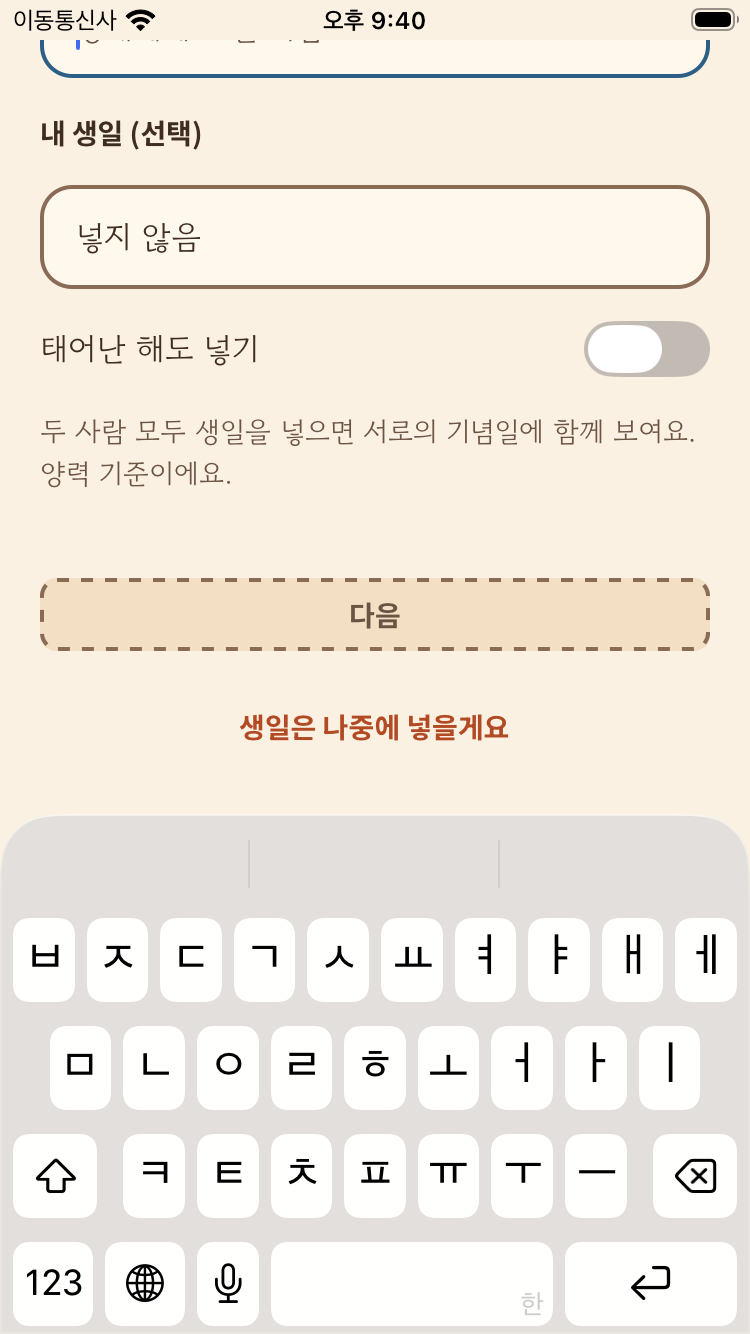 이동통신사 오후 9:40
내 생일 (선택)
넣지 않음
태어난 해도 넣기
두 사람 모두 생일을 넣으면 서로의 기념일에 함께 보여요.
양력 기준이에요.
다음
생일은 나중에 넣을게요
ㅂ ㅈ ㄷ ㄱ ㅅ ㅛ ㅕ ㅑ ㅐ ㅔ
ㅁ ㄴ ㅇ ㄹ ㅎ ㅗ ㅓ ㅏ ㅣ
ㅋ ㅌ ㅊ ㅍ ㅠ ㅜ ㅡ
123 한